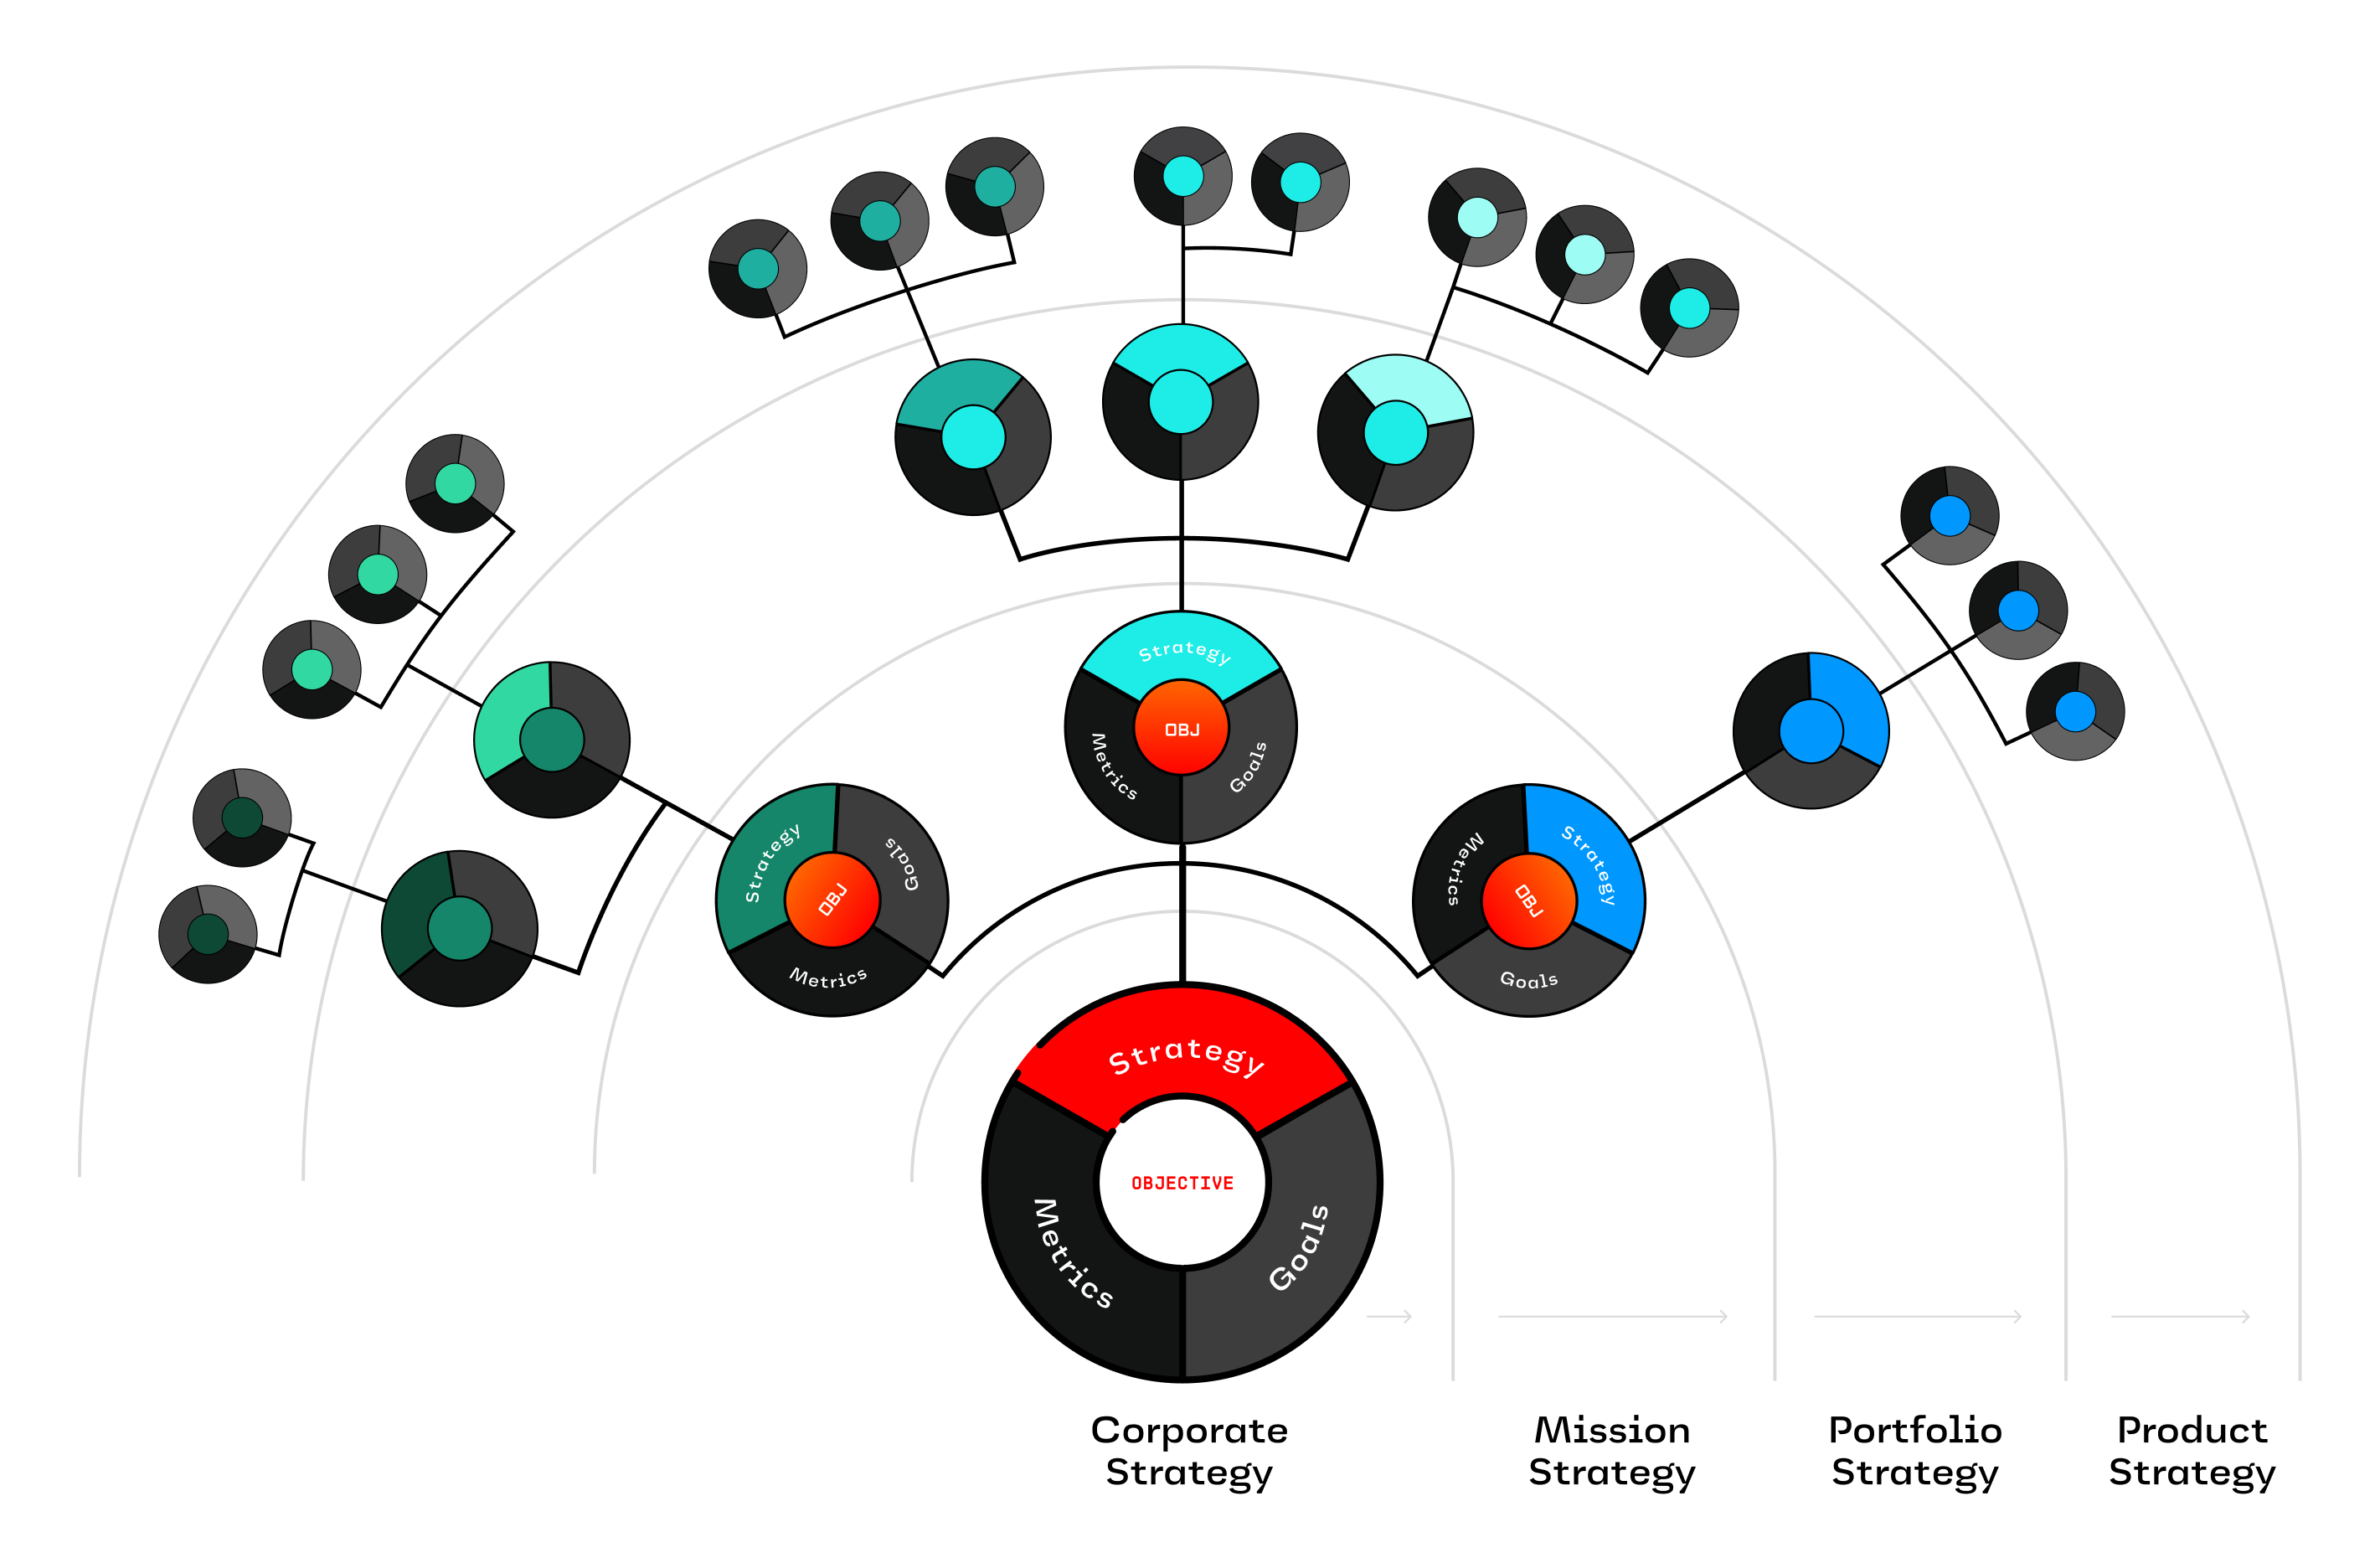 Strategy
OBJ
Metrics
Goals
Strategy
Goals
OBJ
Metrics
Metrics
Strategy
OBJ
Goals
Strategy
OBJECTIVE
Metrics
Goals
Corporate
Strategy
Mission
Strategy
Portfolio
Strategy
Product
Strategy